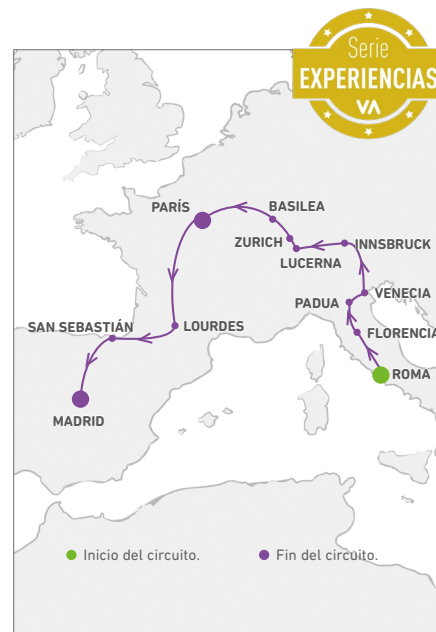 Serie
EXPERIENCIAS
VA
PARÍS
BASILEA
ZURICH
INNSBRUCK
LUCERNA
VENECIA
PADUA
SAN SEBASTIÁN
LOURDES
FLORENCIA
ROMA
MADRID
Inicio del circuito.
Fin del circuito.